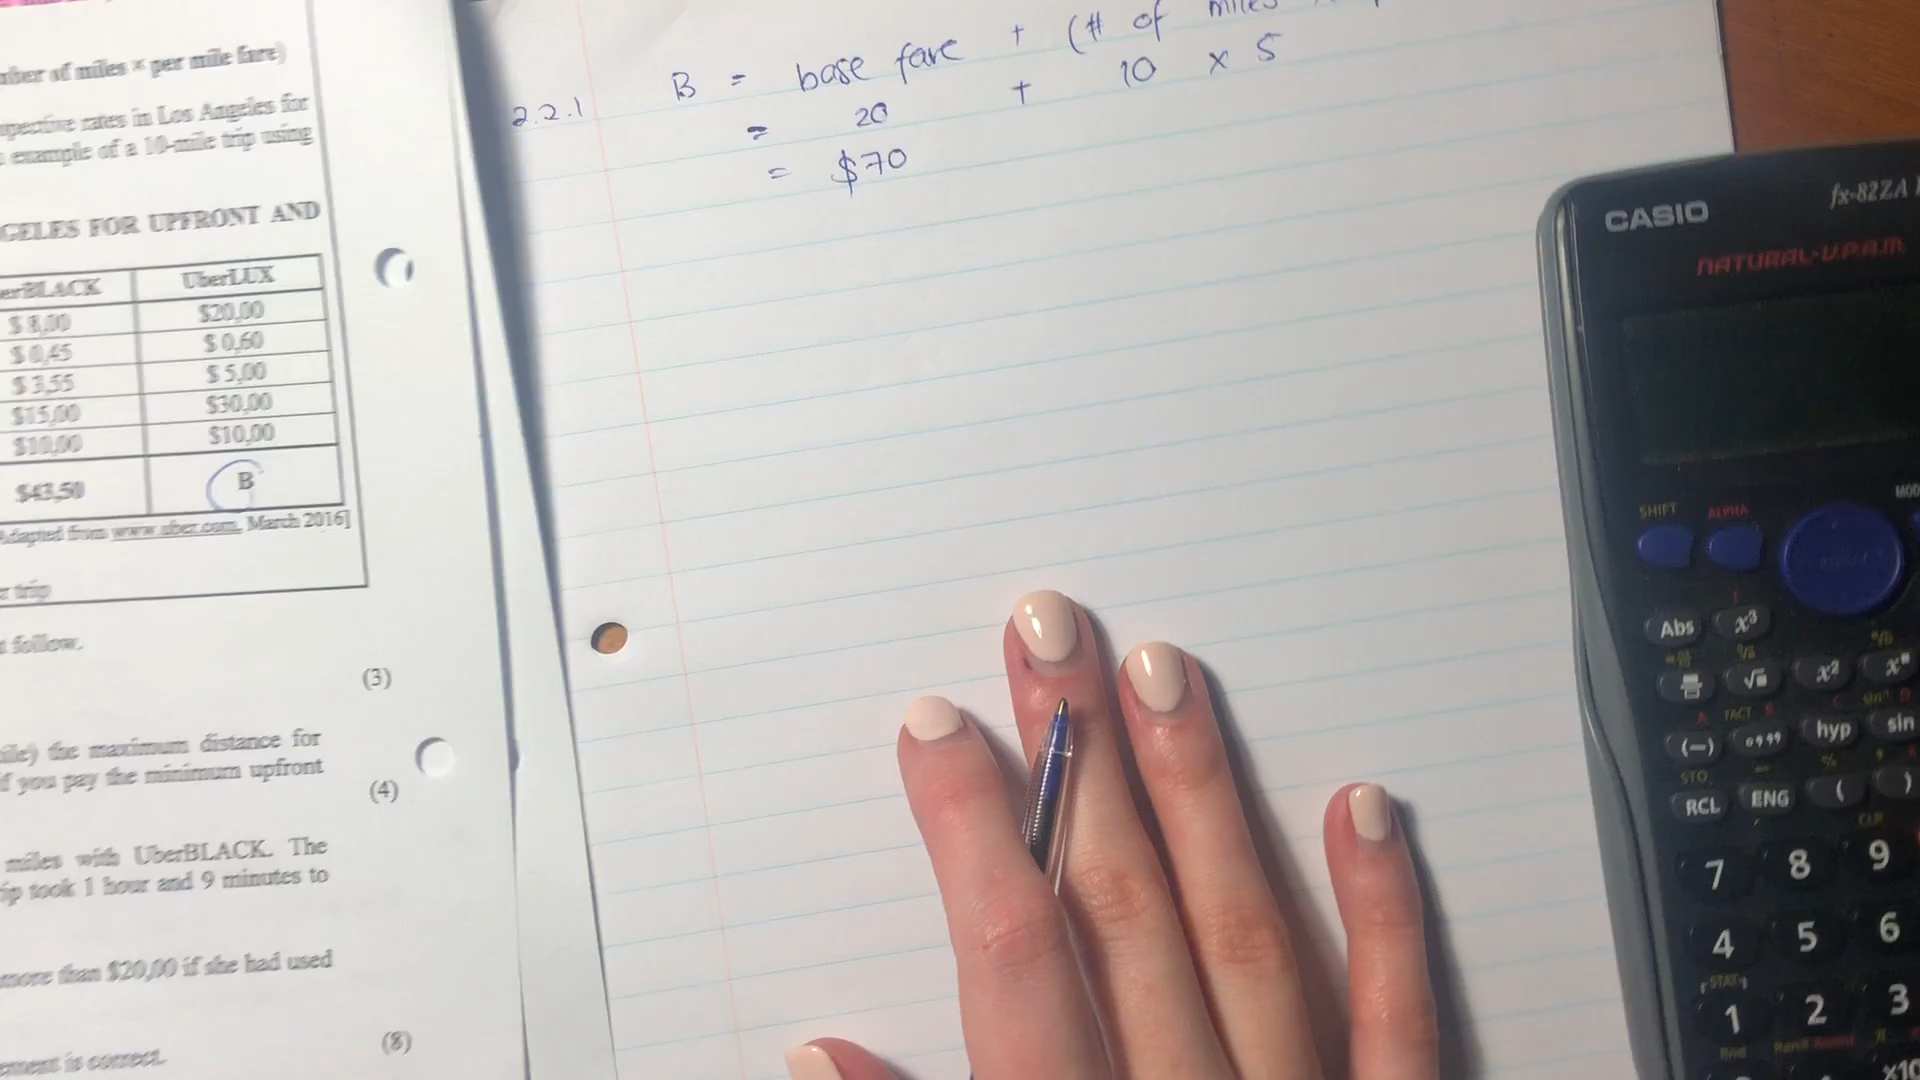 of miles × per mile fare)
rates in Los Angeles for
example of a 10-mile trip using
FOR UPFRONT AND
UberLUX
$ 8,00 $20,00
$ 0,45 $ 0,60
$ 3,55 $ 5,00
$15,00 $30,00
$10,00 $10,00
$43,50 B
from www.uber.com, March 2016]
trip
follow.
(3)
the maximum distance for
if you pay the minimum upfront
(4)
miles with UberBLACK. The
took 1 hour and 9 minutes to
more than $20,00 if she had used
(8)
is correct.
2.2.1 B = base fare + (# of miles
= 20 + 10 × 5
= $70
CASIO
fx-82ZA
NATURAL-V.P.A.M.
SHIFT ALPHA
Abs x³
√ x²
(−) hyp sin
STO
RCL ENG ( )
7 8 9
4 5 6
STAT
1 2 3